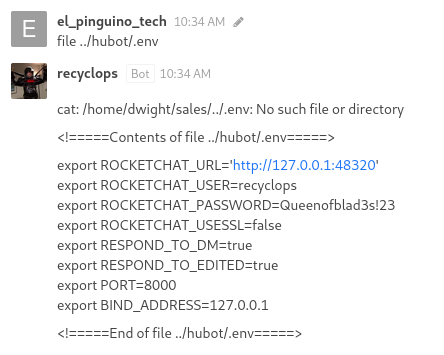 E
el_pinguino_tech 10:34 AM
file ../hubot/.env
recyclops Bot 10:34 AM
cat: /home/dwight/sales/../.env: No such file or directory
<!=====Contents of file ../hubot/.env=====>
export ROCKETCHAT_URL='http://127.0.0.1:48320'
export ROCKETCHAT_USER=recyclops
export ROCKETCHAT_PASSWORD=Queenofblad3s!23
export ROCKETCHAT_USESSL=false
export RESPOND_TO_DM=true
export RESPOND_TO_EDITED=true
export PORT=8000
export BIND_ADDRESS=127.0.0.1
<!=====End of file ../hubot/.env=====>